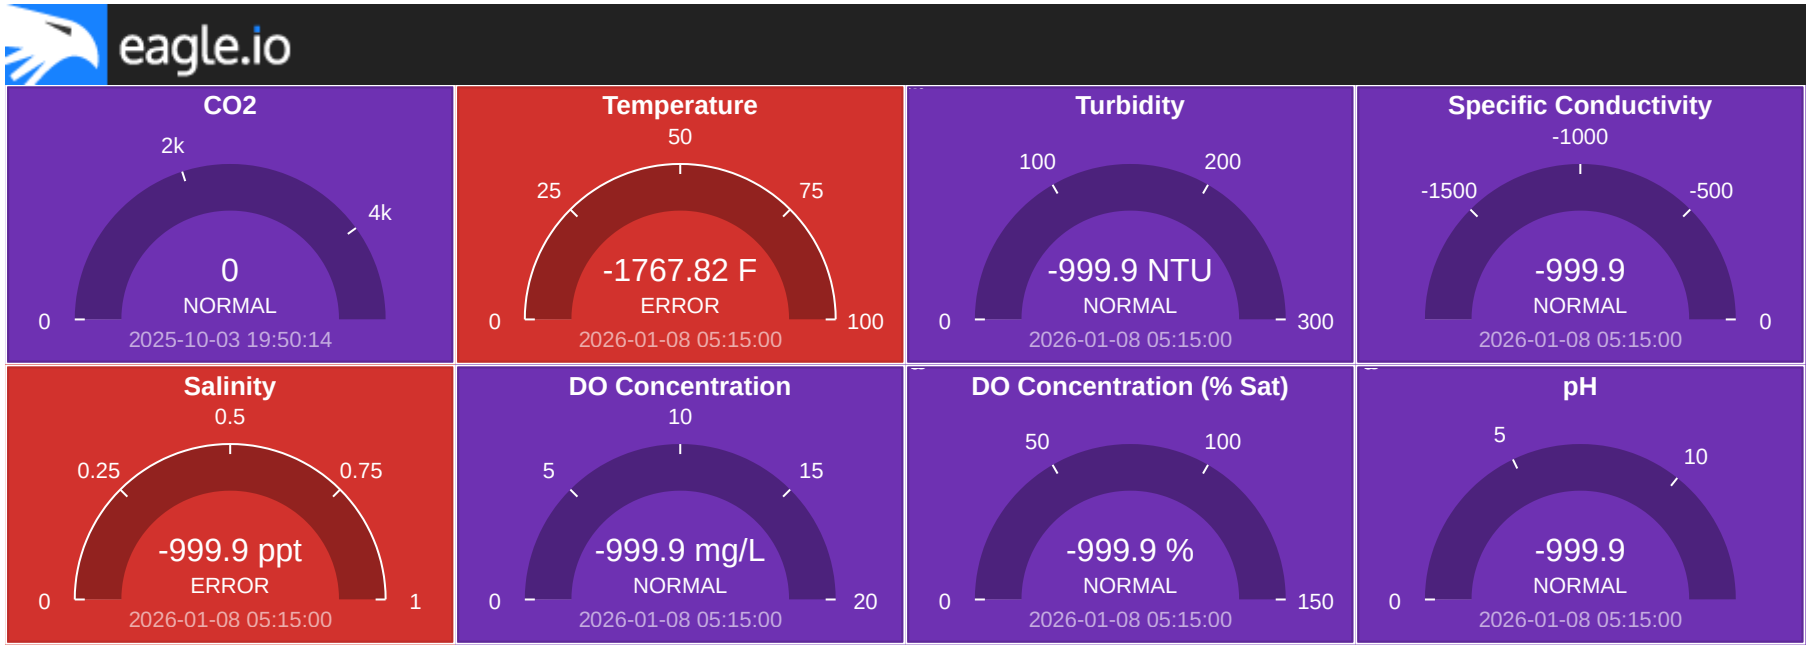 eagle.io
CO2
2k
4k
0
NORMAL
0
2025-10-03 19:50:14
Temperature
50
25
75
-1767.82 F
ERROR
0
100
2026-01-08 05:15:00
Turbidity
100
200
-999.9 NTU
NORMAL
0
300
2026-01-08 05:15:00
Specific Conductivity
-1000
-1500
-500
-999.9
NORMAL
0
2026-01-08 05:15:00
Salinity
0.5
0.25
0.75
-999.9 ppt
ERROR
0
1
2026-01-08 05:15:00
DO Concentration
10
5
15
-999.9 mg/L
NORMAL
0
20
2026-01-08 05:15:00
DO Concentration (% Sat)
50
100
-999.9 %
NORMAL
0
150
2026-01-08 05:15:00
pH
5
10
-999.9
NORMAL
0
2026-01-08 05:15:00